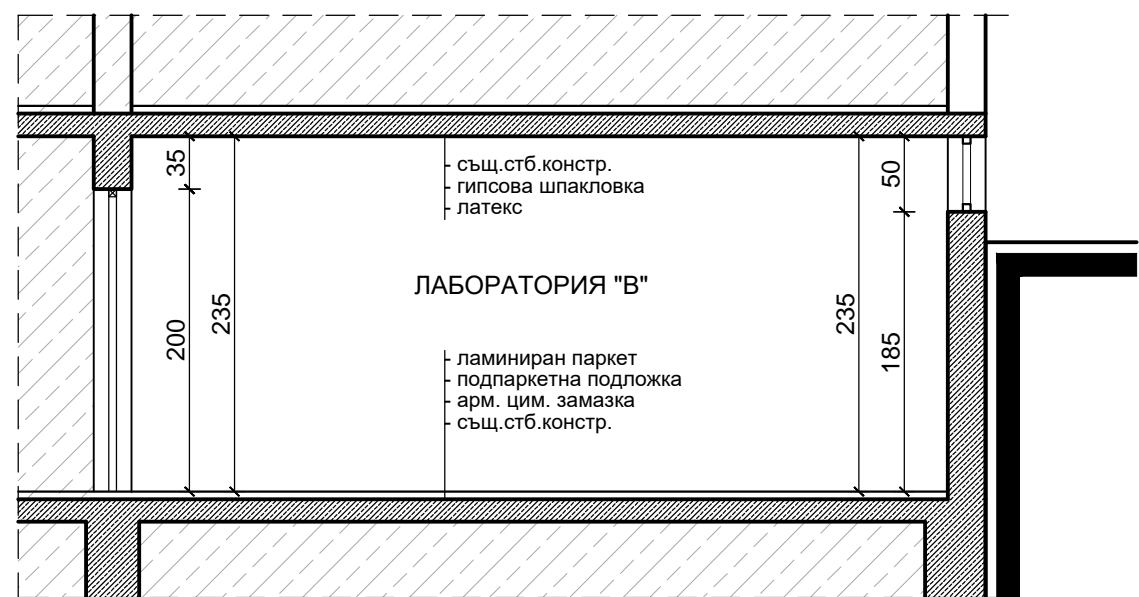 35
235
200
същ.стб.констр.
гипсова шпакловка
латекс
ЛАБОРАТОРИЯ "В"
ламиниран паркет
подпаркетна подложка
арм. цим. замазка
същ.стб.констр.
235
50
185